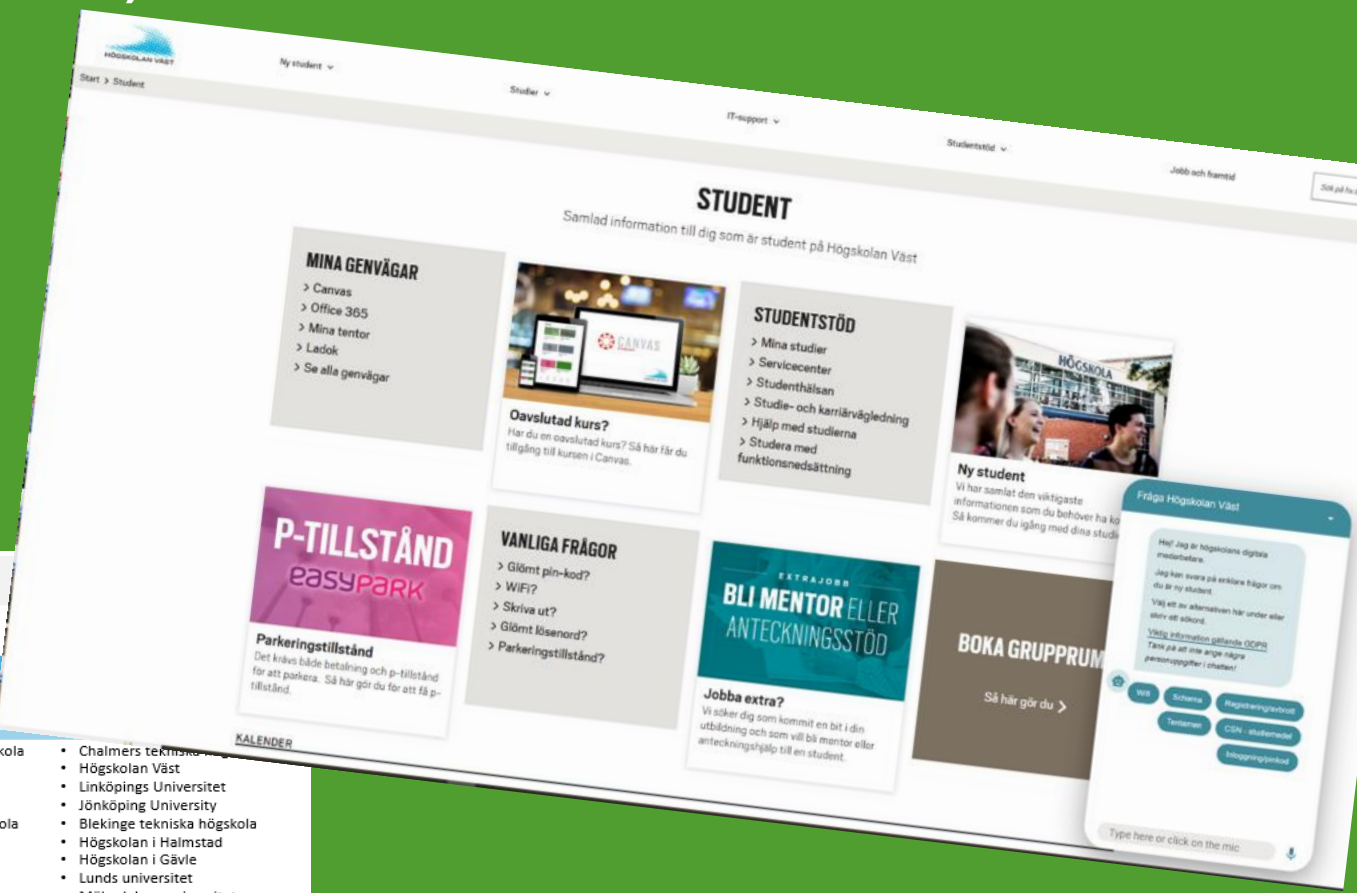 HÖGSKOLAN VÄST
Ny student
Studier
IT-support
Studentstöd
Jobb och framtid
Sök på hv.
Start > Student
STUDENT
Samlad information till dig som är student på Högskolan Väst
MINA GENVÄGAR
> Canvas
> Office 365
> Mina tentor
> Ladok
> Se alla genvägar
CANVAS
Oavslutad kurs?
Har du en oavslutad kurs? Så här får du
tillgång till kursen i Canvas.
STUDENTSTÖD
> Mina studier
> Servicecenter
> Studenthälsan
> Studie- och karriärvägledning
> Hjälp med studierna
> Studera med
funktionsnedsättning
HÖGSKOLA
Ny student
Vi har samlat den viktigaste
informationen som du behöver ha ko
Så kommer du igång med dina studi
P-TILLSTÅND
easyPARK
Parkeringstillstånd
Det krävs både betalning och p-tillstånd
för att parkera. Så här gör du för att få p-
tillstånd.
VANLIGA FRÅGOR
> Glömt pin-kod?
> WiFi?
> Skriva ut?
> Glömt lösenord?
> Parkeringstillstånd?
EXTRAJOBB
BLI MENTOR ELLER
ANTECKNINGSSTÖD
Jobba extra?
Vi söker dig som kommit en bit i din
utbildning och som vill bli mentor eller
anteckningshjälp till en student.
BOKA GRUPPRUM
Så här gör du >
Fråga Högskolan Väst
Hej! Jag är högskolans digitala
medarbetare.
Jag kan svara på enklare frågor om
du är ny student.
Välj ett av alternativen här under eller
skriv ett sökord.
Viktig information gällande GDPR
Tänk på att inte ange några
personuppgifter i chatten!
Wifi
Schema
Registrering/avbrott
Tentamen
CSN - studiemedel
Inloggning/pinkod
Type here or click on the mic
KALENDER
kola
ola
• Chalmers tekniska
• Högskolan Väst
• Linköpings Universitet
• Jönköping University
• Blekinge tekniska högskola
• Högskolan i Halmstad
• Högskolan i Gävle
• Lunds universitet